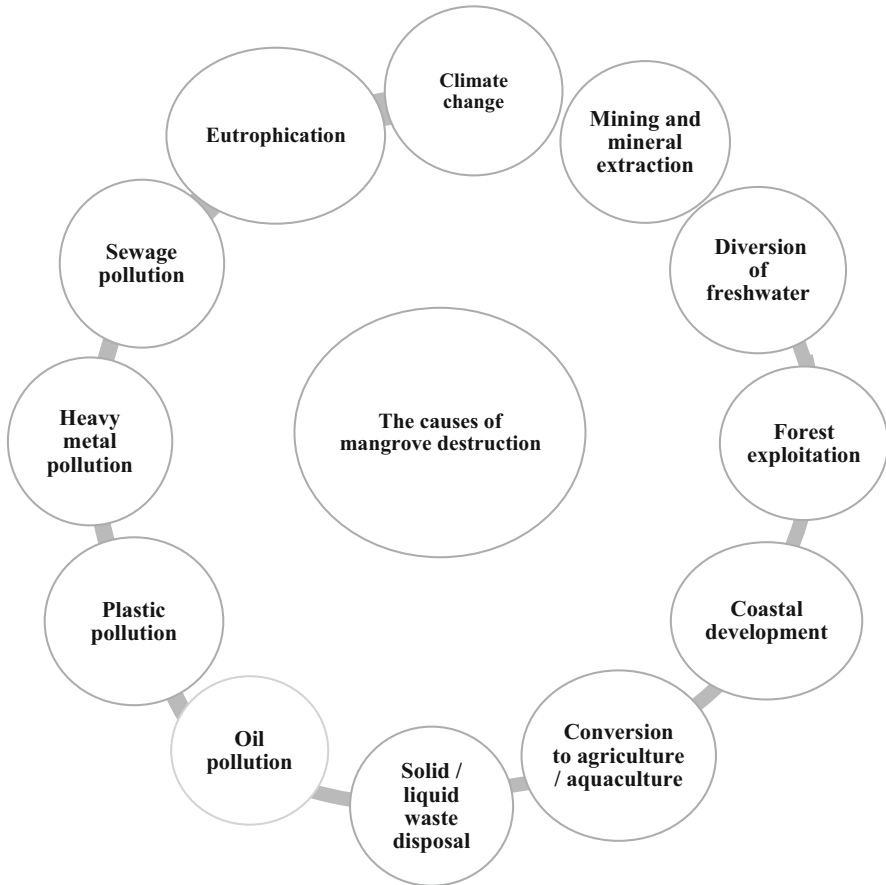 Climate
change
Mining and
mineral
extraction
Diversion
of
freshwater
Forest
exploitation
Coastal
development
Conversion
to agriculture
/ aquaculture
Solid /
liquid
waste
disposal
Oil
pollution
Plastic
pollution
Heavy
metal
pollution
Sewage
pollution
Eutrophication
The causes of
mangrove destruction